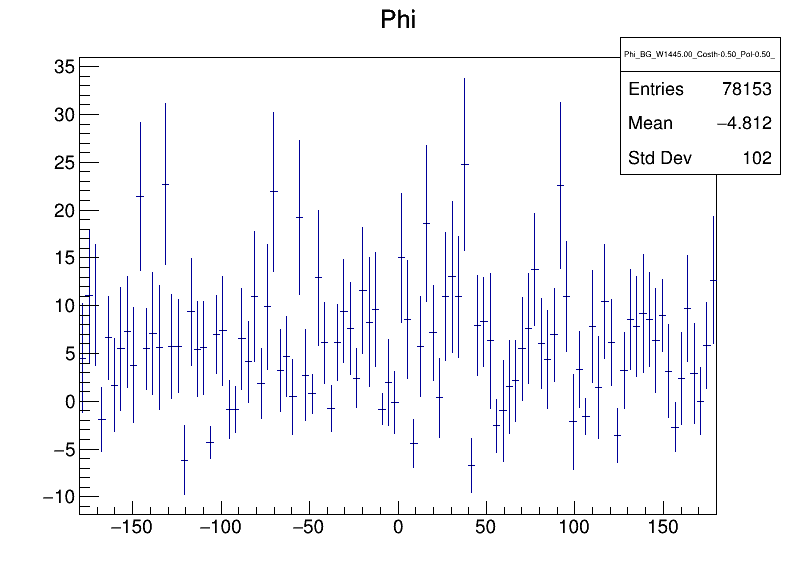 Phi
Phi_BG_W1445.00_Costh-0.50_Pol-0.50_
Entries 78153
Mean −4.812
Std Dev 102
35
30
25
20
15
10
5
0
−5
−10
−150 −100 −50 0 50 100 150